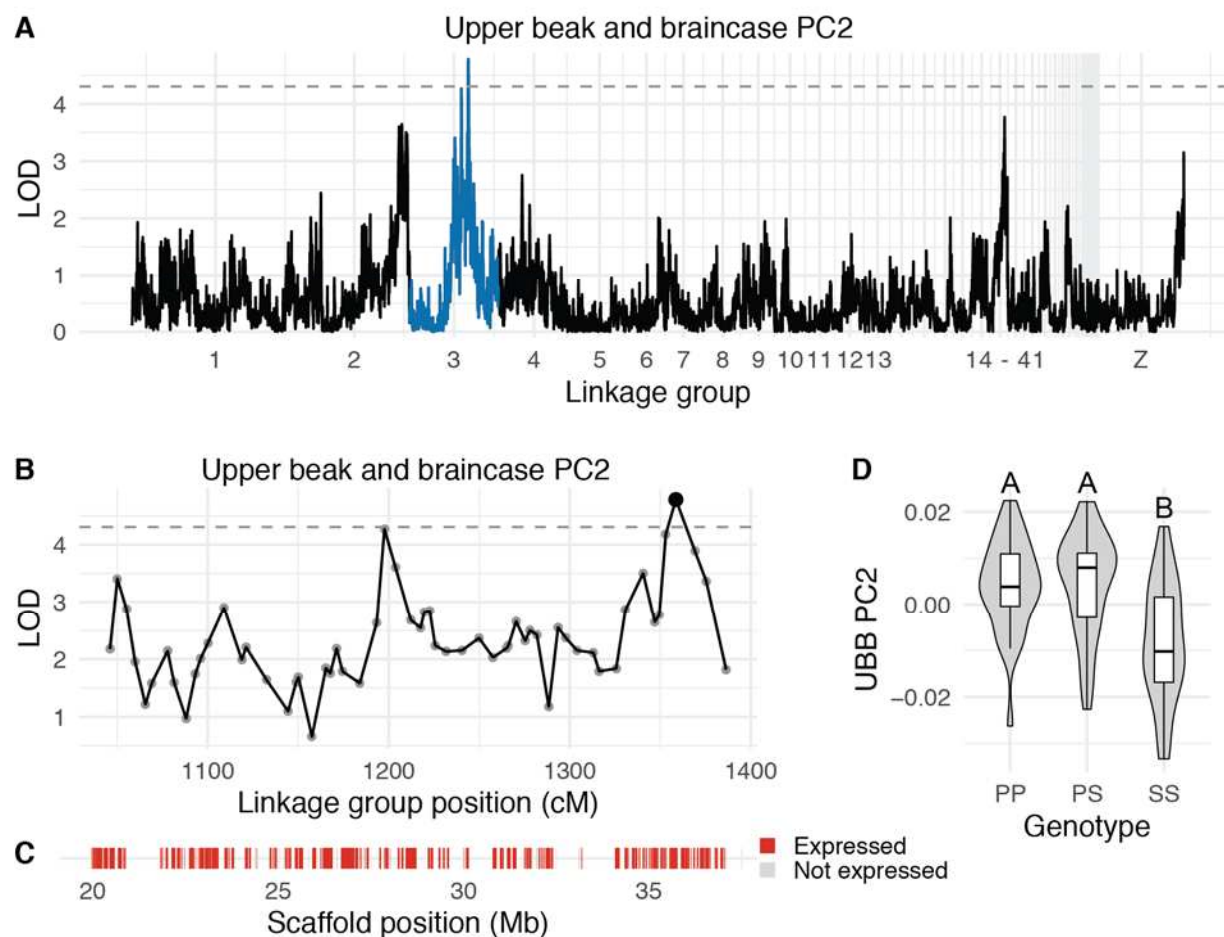 A
Upper beak and braincase PC2
LOD
4
3
2
1
0
1 2 3 4 5 6 7 8 9 10 11 12 13 14 - 41 Z
Linkage group
B
Upper beak and braincase PC2
LOD
4
3
2
1
1100 1200 1300 1400
Linkage group position (cM)
C
Expressed
Not expressed
20 25 30 35
Scaffold position (Mb)
D
A A B
UBB PC2
0.02
0.00
−0.02
PP PS SS
Genotype